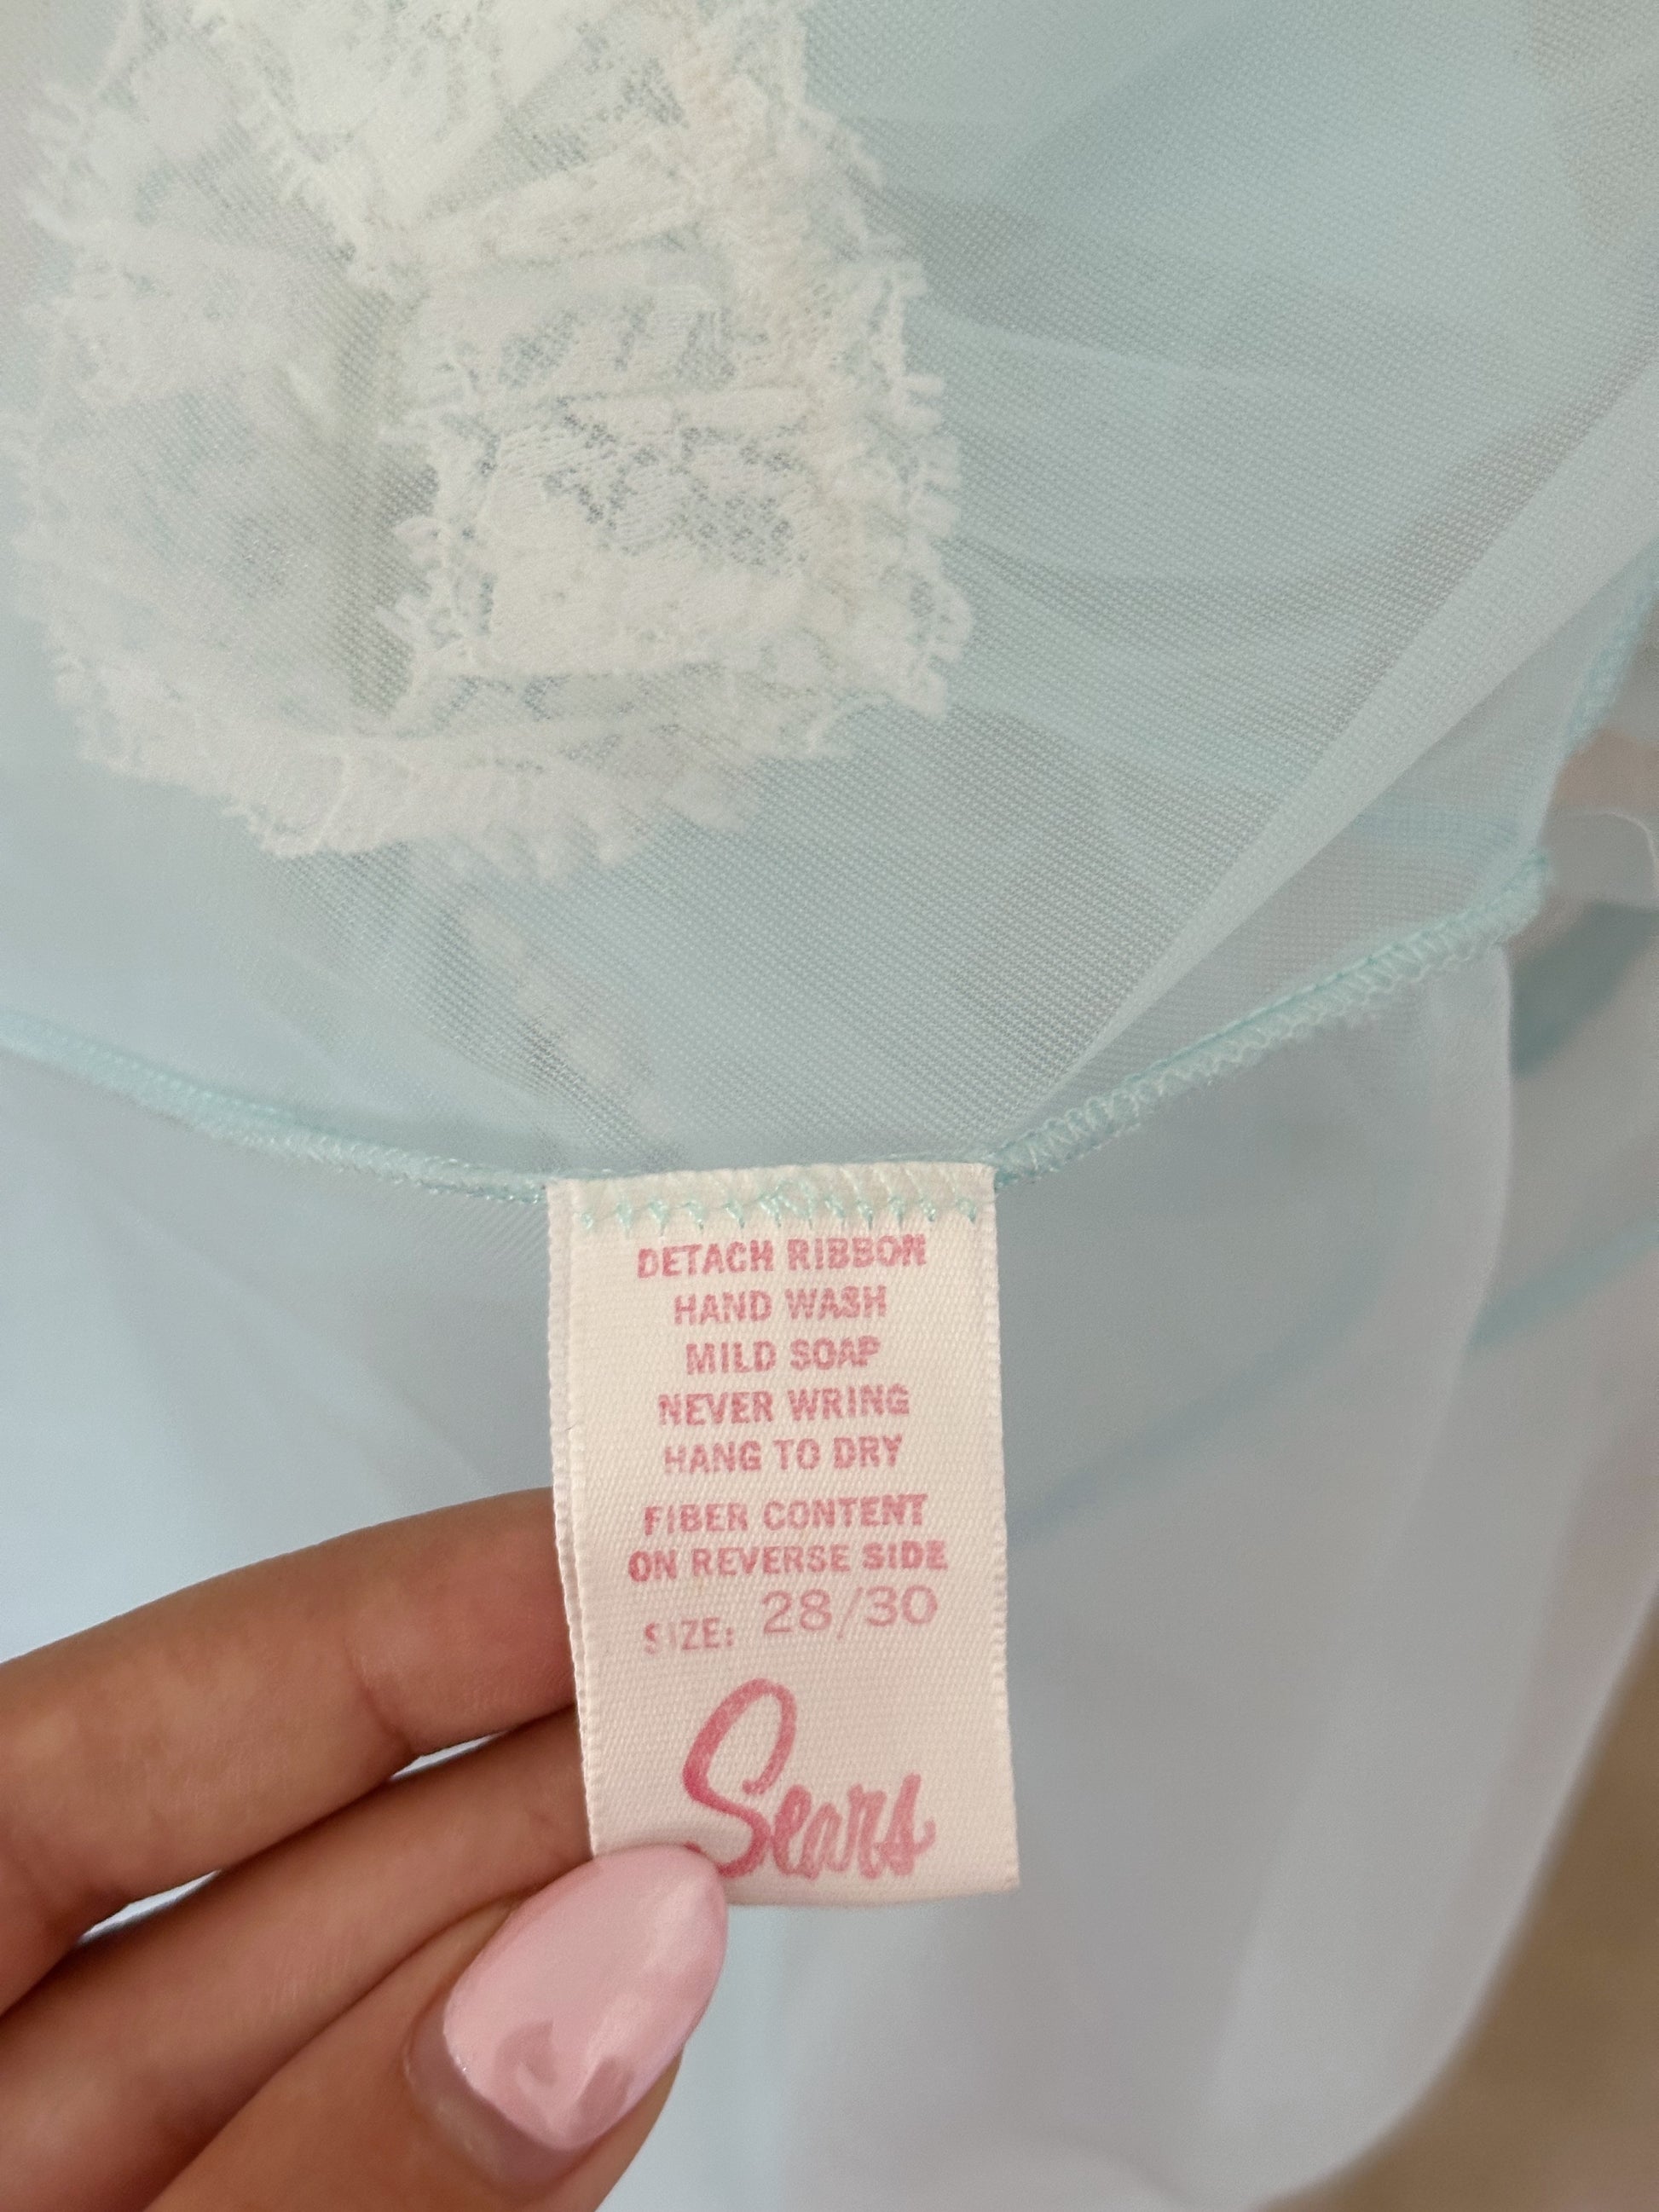 DETACH RIBBON
HAND WASH
MILD SOAP
NEVER WRING
HANG TO DRY
FIBER CONTENT
ON REVERSE SIDE
SIZE: 28/30
Sears